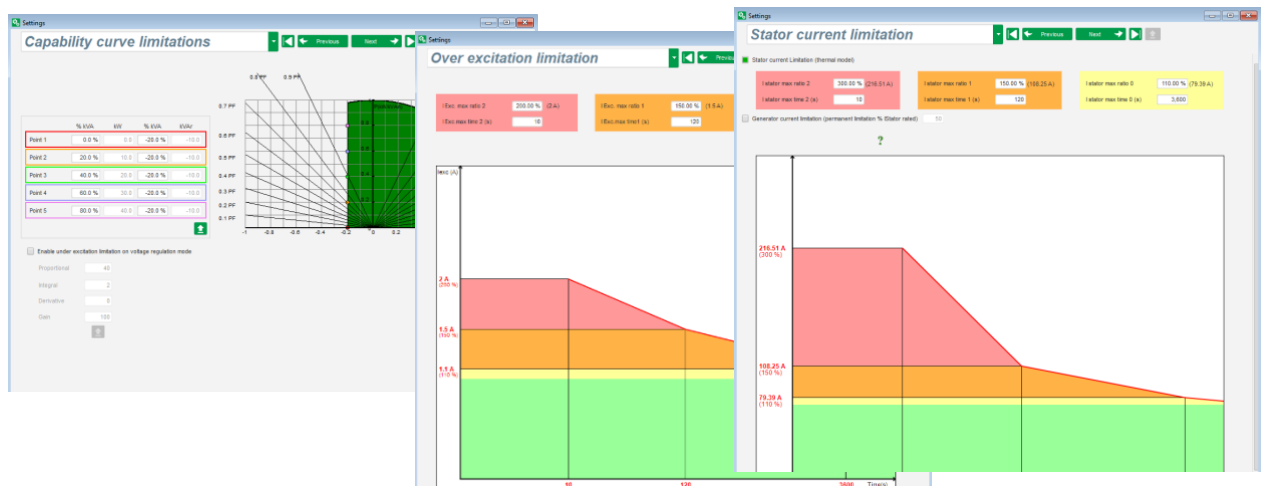 Settings
Capability curve limitations
Previous
Next
0.8 PF
0.9 PF
0.7 PF
0.6 PF
0.5 PF
0.4 PF
0.3 PF
0.2 PF
0.1 PF
-1
-0.8
-0.6
-0.4
-0.2
0
0.2
% kVA
kW
% kVA
kVAr
Point 1
0.0 %
0.0
-20.0 %
-10.0
Point 2
20.0 %
10.0
-20.0 %
-10.0
Point 3
40.0 %
20.0
-20.0 %
-10.0
Point 4
60.0 %
30.0
-20.0 %
-10.0
Point 5
80.0 %
40.0
-20.0 %
-10.0
Enable under excitation limitation on voltage regulation mode
Proportional
40
Integral
2
Derivative
Gain
100
Settings
Over excitation limitation
I Exc. max ratio 2
200.00 %
(2 A)
I Exc max time 2 (s)
10
I Exc. max ratio 1
150.00 %
(1.5 A)
I Exc max time1 (s)
120
Iexc (A)
2 A
1.5 A
(150 %)
1.1 A
(110 %)
10
120
3600
Time(s)
Settings
Stator current limitation
Previous
Next
Stator current Limitation (thermal model)
I stator max ratio 2
300.00 %
(216.51 A)
I stator max time 2 (s)
10
I stator max ratio 1
150.00 %
(108.25 A)
I stator max time 1 (s)
120
I stator max ratio 0
110.00 %
(79.39 A)
I stator max time 0 (s)
3,600
Generator current limitation (permanent limitation % IStator rated)
?
216.51 A
(300 %)
108.25 A
(150 %)
79.39 A
(110 %)